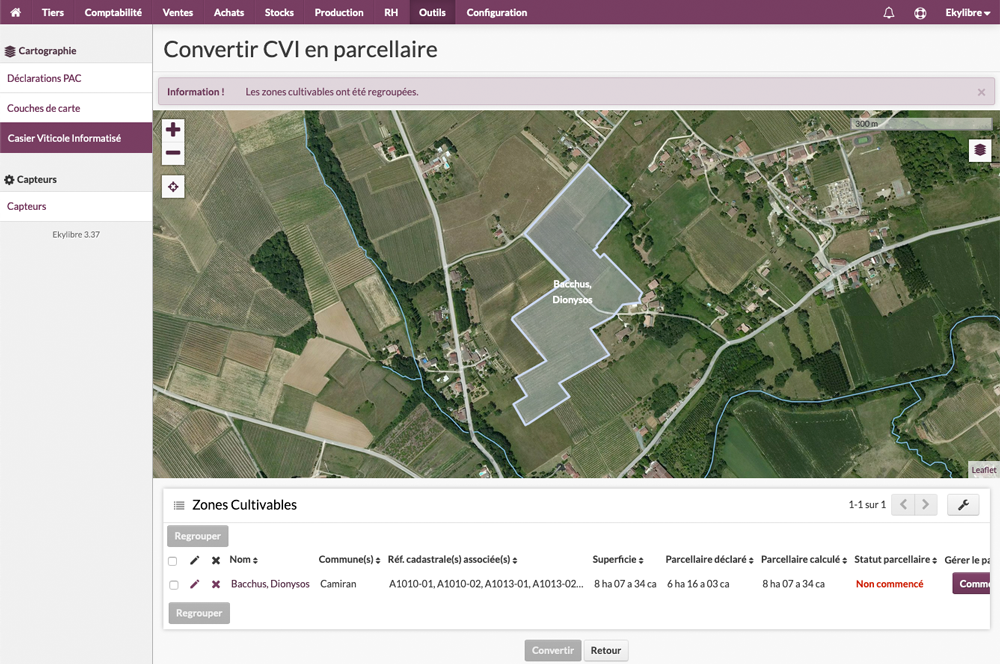 Tiers Comptabilité Ventes Achats Stocks Production RH Outils Configuration Ekylibre
Cartographie
Déclarations PAC
Couches de carte
Casier Viticole Informatisé
Capteurs
Capteurs
Ekylibre 3.37
Convertir CVI en parcellaire
Information ! Les zones cultivables ont été regroupées.
300 m
Bacchus,
Dionysos
Leaflet
Zones Cultivables 1-1 sur 1
Regrouper
Nom Commune(s) Réf. cadastrale(s) associée(s) Superficie Parcellaire déclaré Parcellaire calculé Statut parcellaire Gérer le pa
Bacchus, Dionysos Camiran A1010-01, A1010-02, A1013-01, A1013-02... 8 ha 07 a 34 ca 6 ha 16 a 03 ca 8 ha 07 a 34 ca Non commencé Comme
Regrouper
Convertir Retour